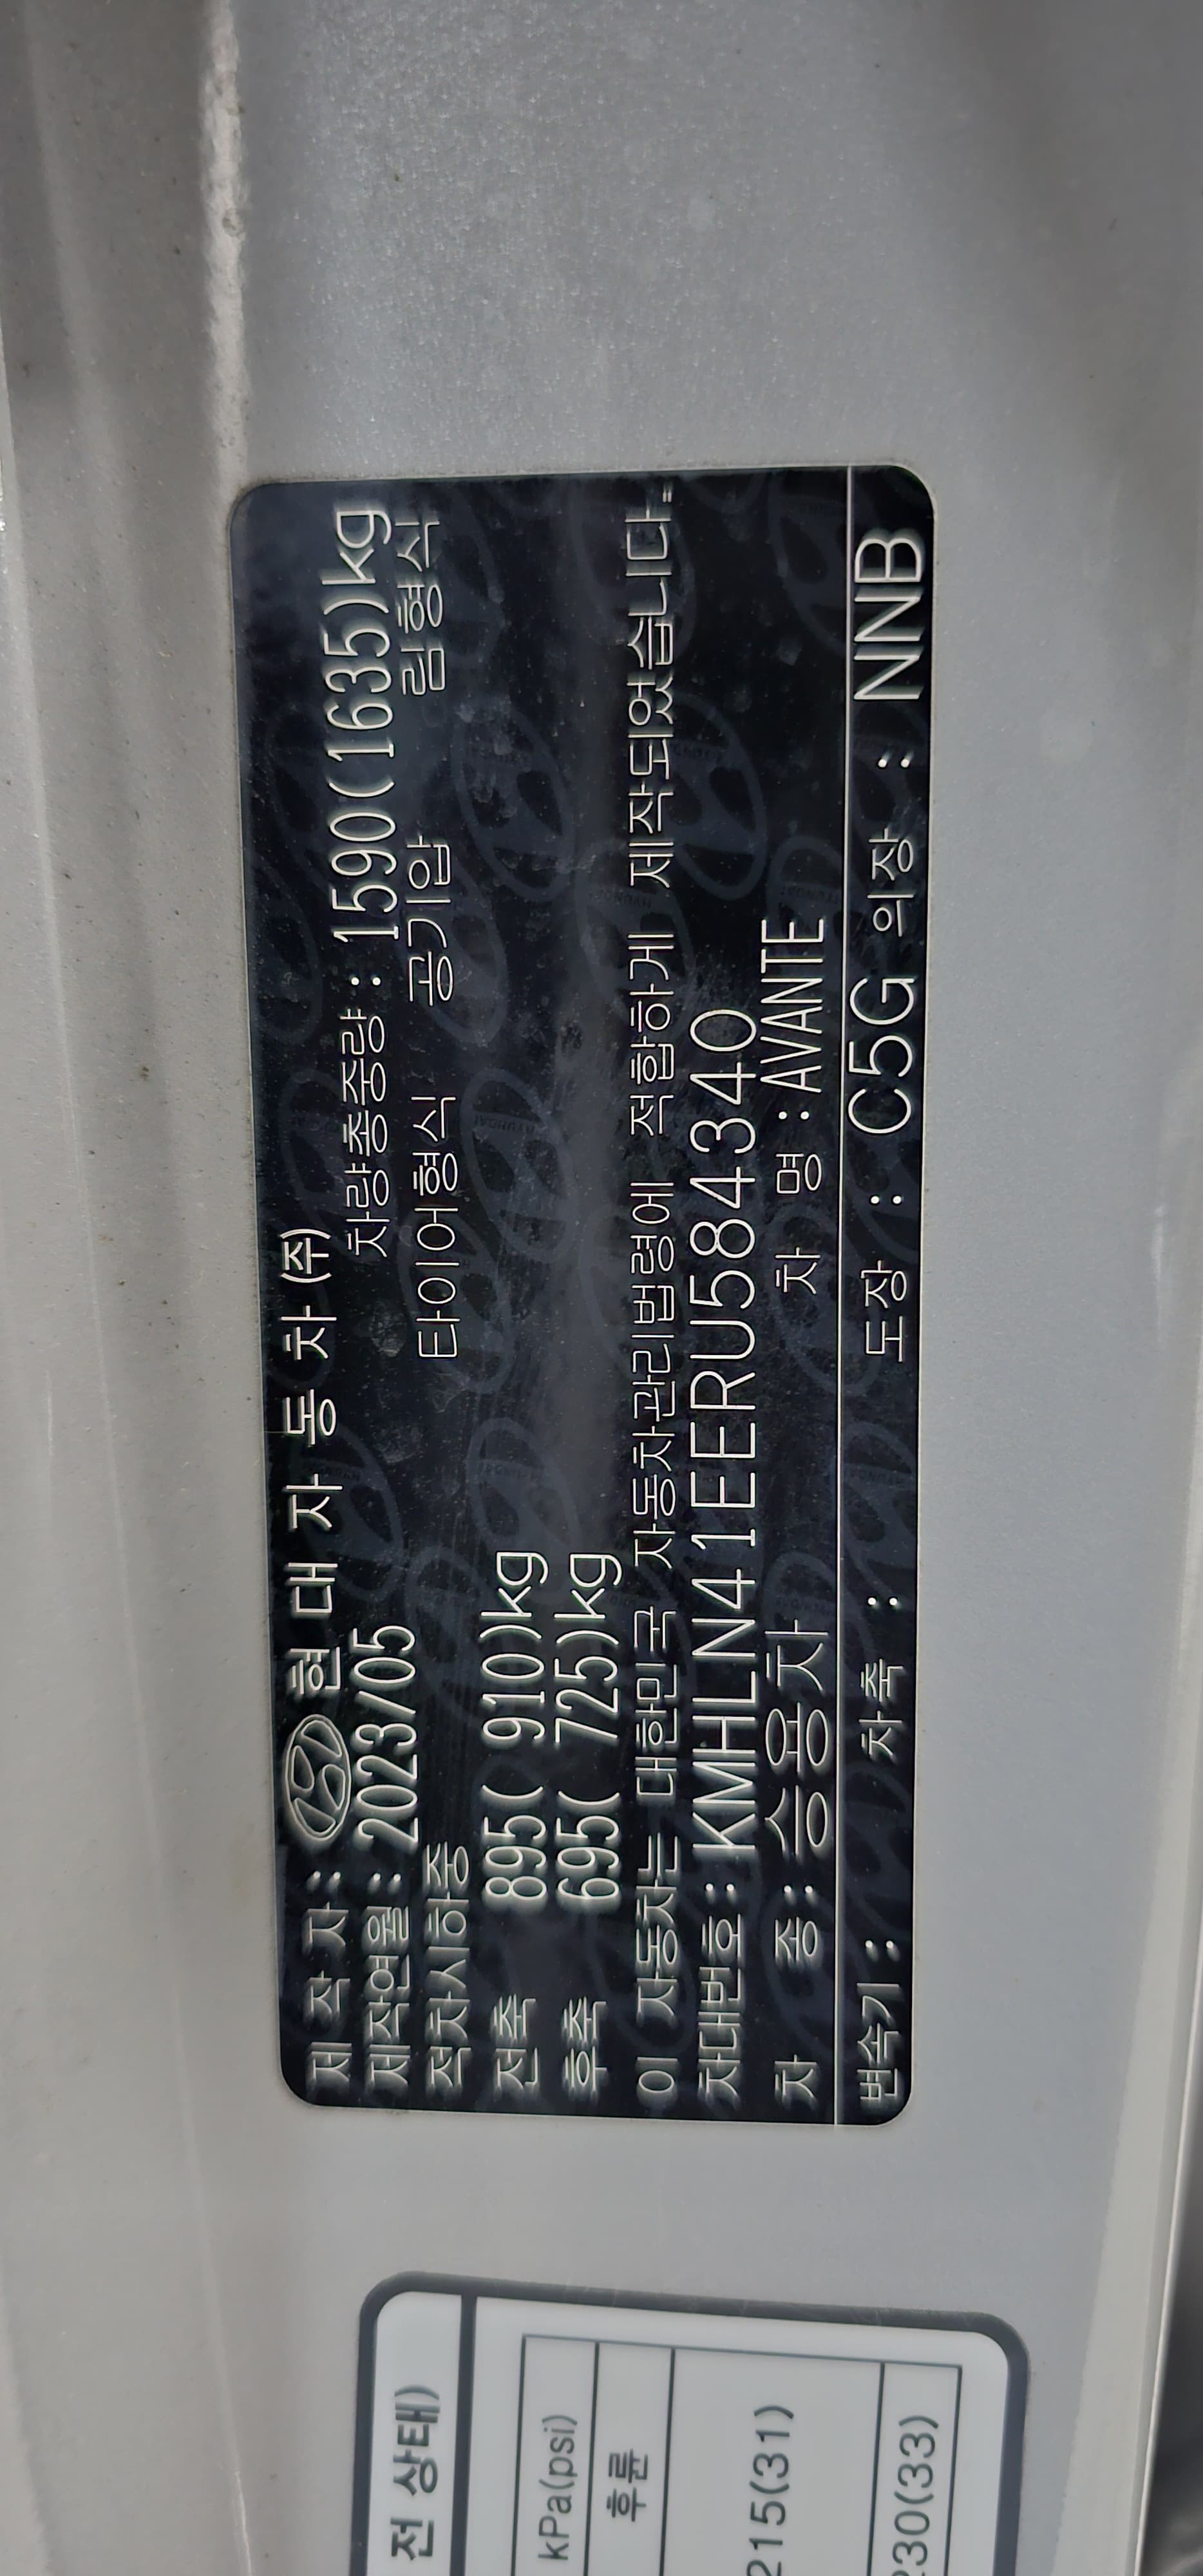 제 작 자 : 현 대 자 동 차 (주)
제작연월 : 2023/05 차량총중량 : 1590(1635)kg
적차시하중 타이어형식 공기압 림형식
전축 895( 910)kg
후축 695( 725)kg
이 자동차는 대한민국 자동차관리법령에 적합하게 제작되었습니다.
차대번호 : KMHLN41EERU584340
차 종 : 승용차 차 명 : AVANTE
변속기 : 차축 : 도장 : C5G 의장 : NNB
전 상태)
kPa(psi)
후륜
215(31)
230(33)